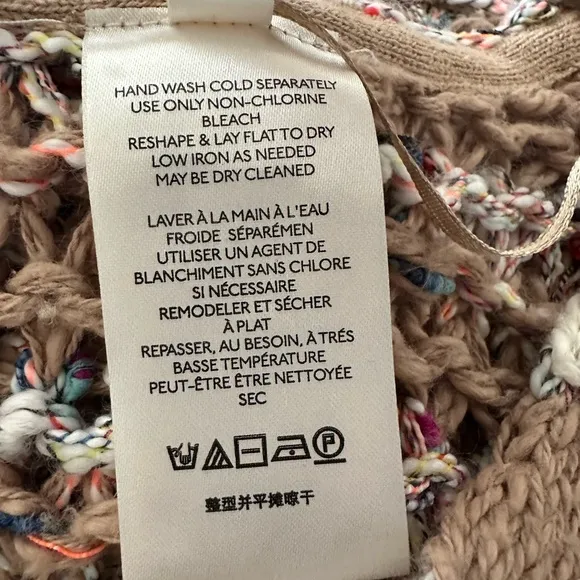 HAND WASH COLD SEPARATELY
USE ONLY NON-CHLORINE
BLEACH
RESHAPE & LAY FLAT TO DRY
LOW IRON AS NEEDED
MAY BE DRY CLEANED
LAVER À LA MAIN À L'EAU
FROIDE SÉPARÉMEN
UTILISER UN AGENT DE
BLANCHIMENT SANS CHLORE
SI NÉCESSAIRE
REMODELER ET SÉCHER
À PLAT
REPASSER, AU BESOIN, À TRÉS
BASSE TEMPÉRATURE
PEUT-ÊTRE ÊTRE NETTOYÉE
SEC
P
整型并平摊晾干